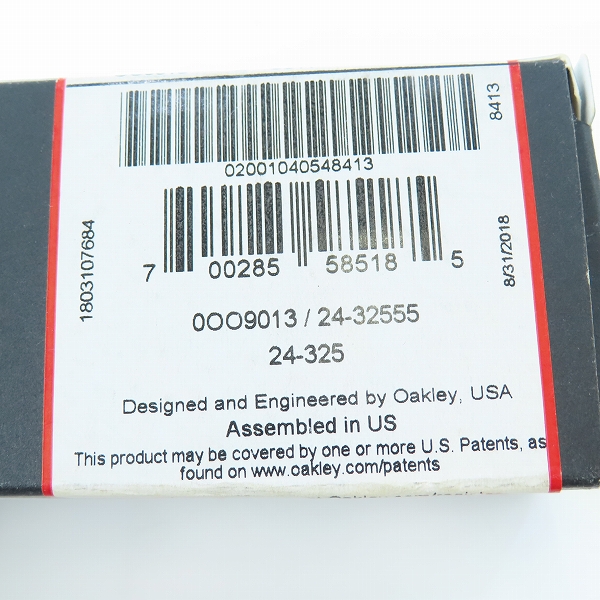 02001040548413
8413
1803107684
7 00285 58518 5
8/31/2018
0OO9013 / 24-32555
24-325
Designed and Engineered by Oakley, USA
Assembled in US
This product may be covered by one or more U.S. Patents, as
found on www.oakley.com/patents